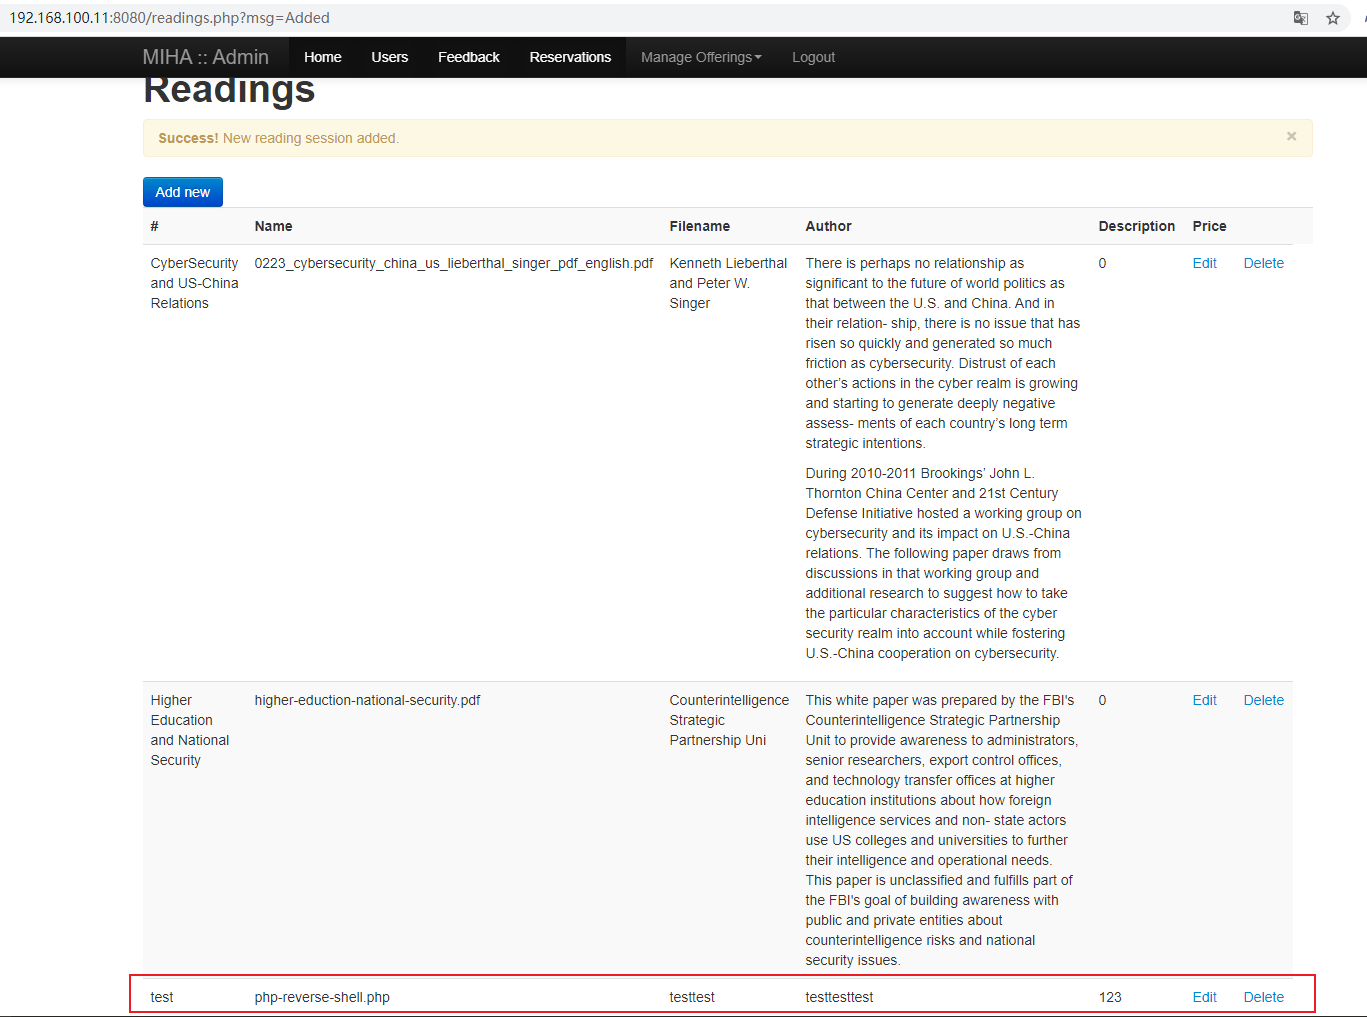 192.168.100.11:8080/readings.php?msg=Added
MIHA :: Admin Home Users Feedback Reservations Manage Offerings Logout
Readings
Success! New reading session added. ×
Add new
# Name Filename Author Description Price
CyberSecurity and US-China Relations
0223_cybersecurity_china_us_lieberthal_singer_pdf_english.pdf
Kenneth Lieberthal
and Peter W.
Singer
There is perhaps no relationship as
significant to the future of world politics as
that between the U.S. and China. And in
their relation- ship, there is no issue that has
risen so quickly and generated so much
friction as cybersecurity. Distrust of each
other’s actions in the cyber realm is growing
and starting to generate deeply negative
assess- ments of each country’s long term
strategic intentions.
During 2010-2011 Brookings’ John L.
Thornton China Center and 21st Century
Defense Initiative hosted a working group on
cybersecurity and its impact on U.S.-China
relations. The following paper draws from
discussions in that working group and
additional research to suggest how to take
the particular characteristics of the cyber
security realm into account while fostering
U.S.-China cooperation on cybersecurity.
0 Edit Delete
Higher
Education
and National
Security
higher-eduction-national-security.pdf
Counterintelligence
Strategic
Partnership Uni
This white paper was prepared by the FBI's
Counterintelligence Strategic Partnership
Unit to provide awareness to administrators,
senior researchers, export control offices,
and technology transfer offices at higher
education institutions about how foreign
intelligence services and non- state actors
use US colleges and universities to further
their intelligence and operational needs.
This paper is unclassified and fulfills part of
the FBI's goal of building awareness with
public and private entities about
counterintelligence risks and national
security issues.
0 Edit Delete
test php-reverse-shell.php testtest testtesttest 123 Edit Delete